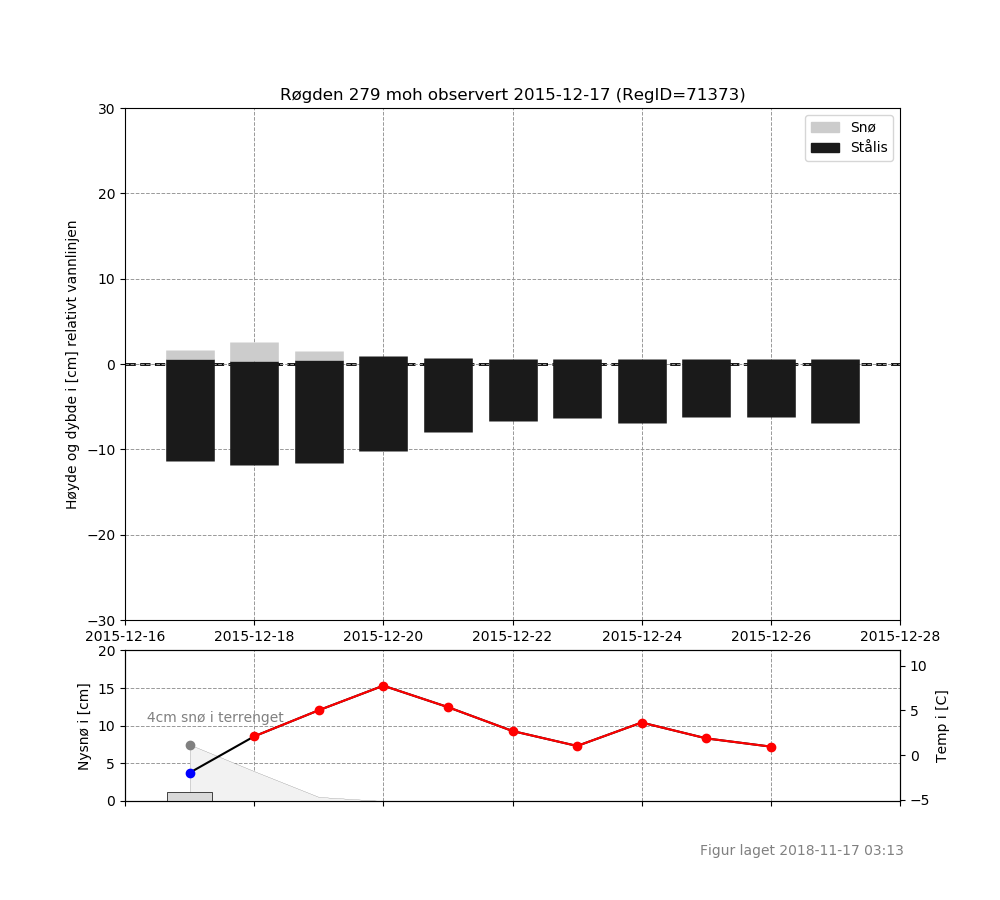 Røgden 279 moh observert 2015-12-17 (RegID=71373)
Snø
Stålis
Høyde og dybde i [cm] relativt vannlinjen
30
20
10
0
−10
−20
−30
2015-12-16 2015-12-18 2015-12-20 2015-12-22 2015-12-24 2015-12-26 2015-12-28
Nysnø i [cm]
20
15
10
5
0
4cm snø i terrenget
10
5
0
−5
Temp i [C]
Figur laget 2018-11-17 03:13